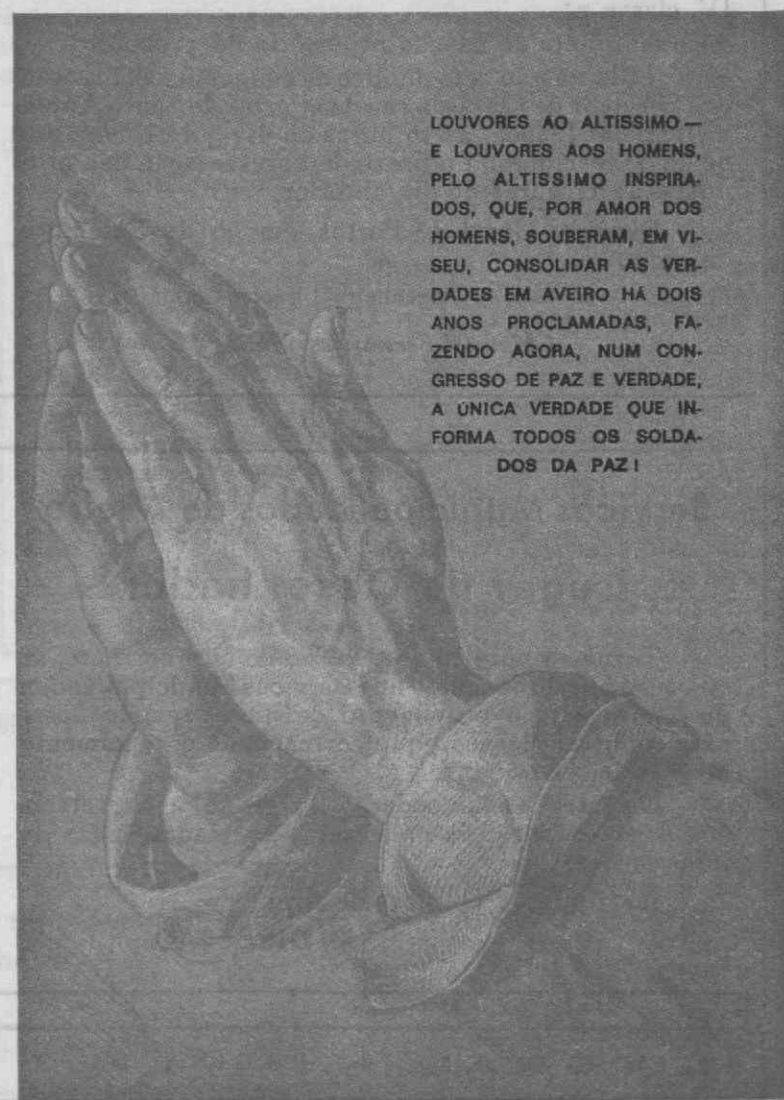 LOUVORES AO ALTISSIMO —
E LOUVORES AOS HOMENS,
PELO ALTISSIMO INSPIRA-
DOS, QUE, POR AMOR DOS
HOMENS, SOUBERAM, EM VI-
SEU, CONSOLIDAR AS VER-
DADES EM AVEIRO HÁ DOIS
ANOS PROCLAMADAS, FA-
ZENDO AGORA, NUM CON-
GRESSO DE PAZ E VERDADE,
A ÚNICA VERDADE QUE IN-
FORMA TODOS OS SOLDA-
DOS DA PAZ!